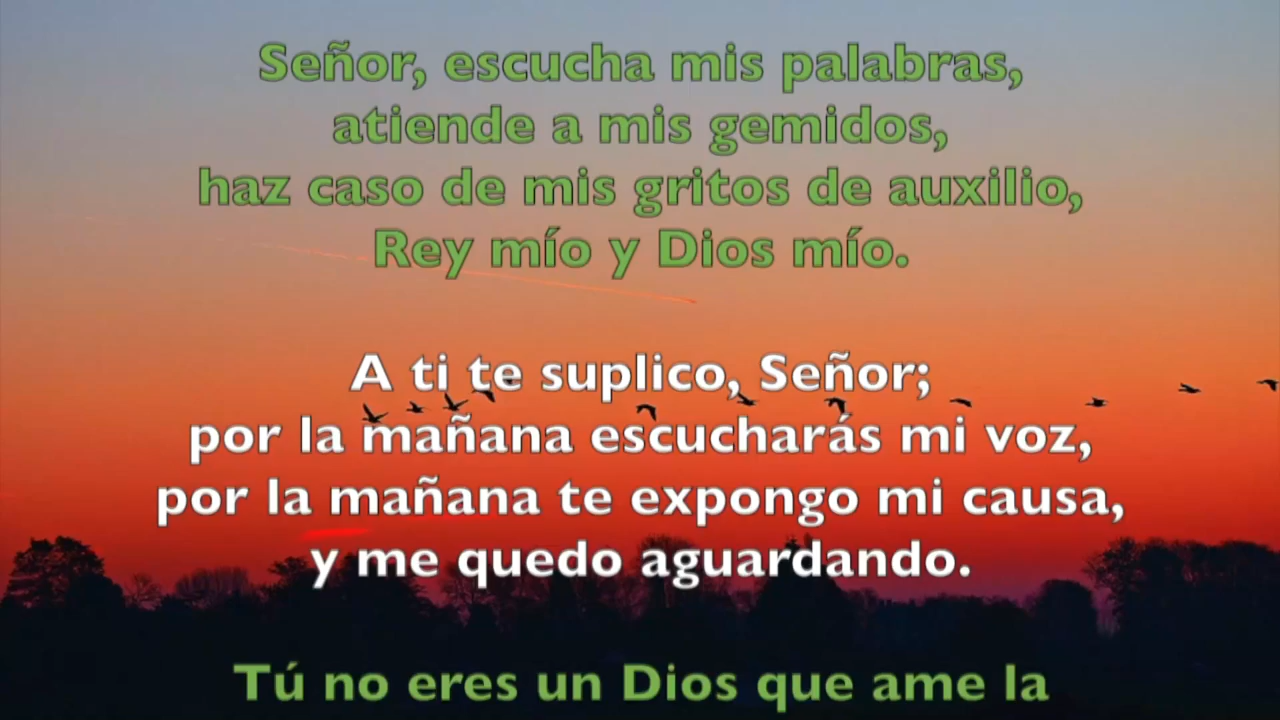 Señor, escucha mis palabras,
atiende a mis gemidos,
haz caso de mis gritos de auxilio,
Rey mío y Dios mío.
A ti te suplico, Señor;
por la mañana escucharás mi voz,
por la mañana te expongo mi causa,
y me quedo aguardando.
Tú no eres un Dios que ame la